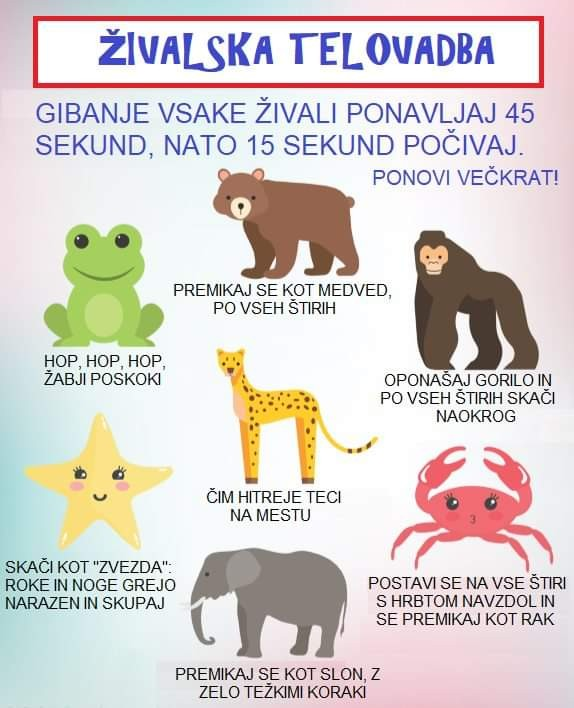 ŽIVALSKA TELOVADBA
GIBANJE VSAKE ŽIVALI PONAVLJAJ 45
SEKUND, NATO 15 SEKUND POČIVAJ.
PONOVI VEČKRAT!
PREMIKAJ SE KOT MEDVED,
PO VSEH ŠTIRIH
HOP, HOP, HOP,
ŽABJI POSKOKI
OPONAŠAJ GORILO IN
PO VSEH ŠTIRIH SKAČI
NAOKROG
ČIM HITREJE TECI
NA MESTU
SKAČI KOT "ZVEZDA":
ROKE IN NOGE GREJO
NARAZEN IN SKUPAJ
POSTAVI SE NA VSE ŠTIRI
S HRBTOM NAVZDOL IN
SE PREMIKAJ KOT RAK
PREMIKAJ SE KOT SLON, Z
ZELO TEŽKIMI KORAKI